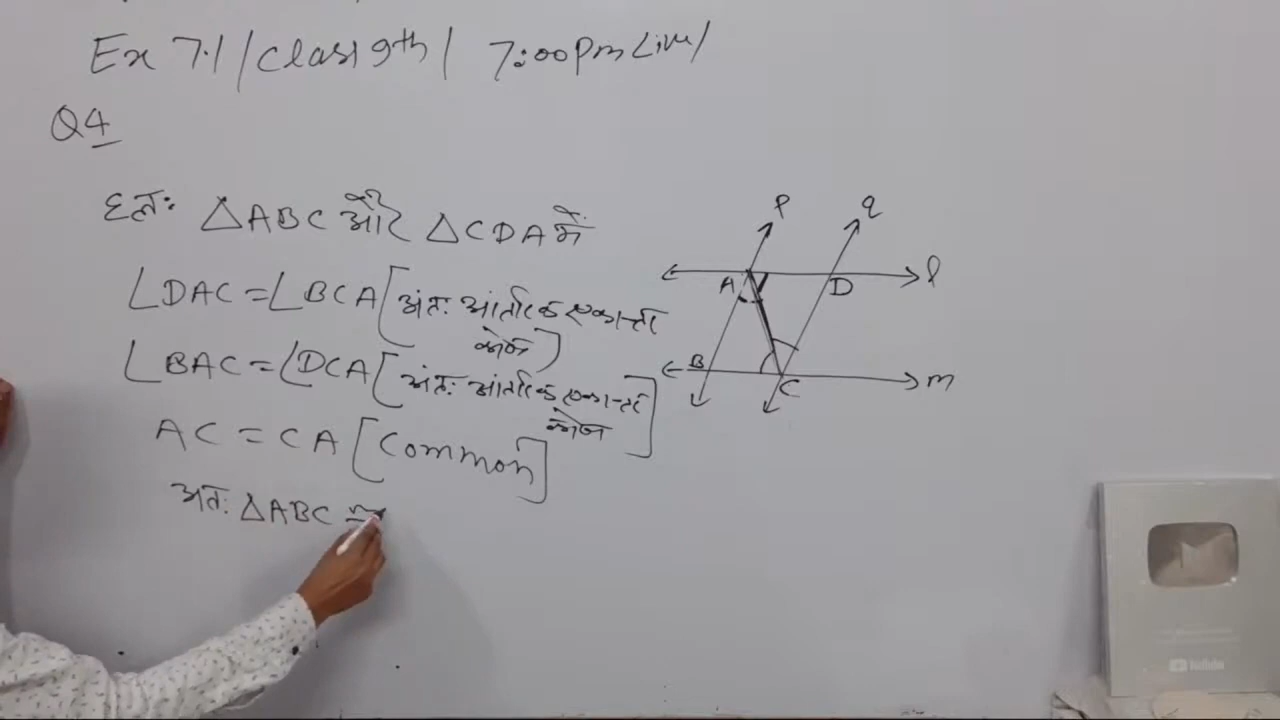 Ex 7.1/class 9th/ 7:00Pm Live/
Q4
हल: △ABC और △CDA में
∠DAC = ∠BCA [अंत: आंतरिक एकान्तर
कोण]
∠BAC = ∠DCA [अंत: आंतरिक एकान्तर
कोण]
AC = CA [Common]
अत: △ABC ≅
p q
A D l
B C m
YouTube